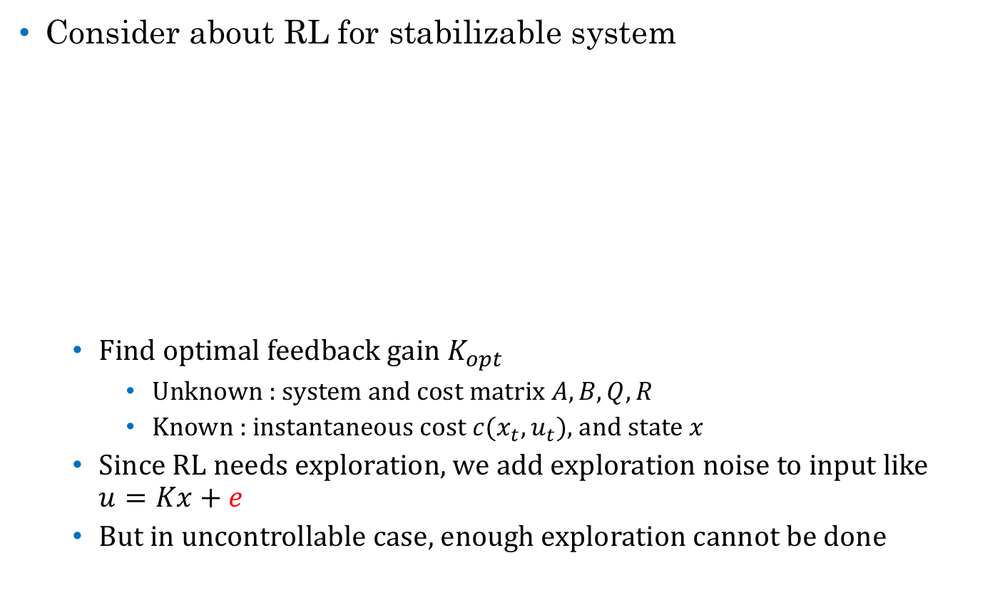 • Consider about RL for stabilizable system
• Find optimal feedback gain $K_{opt}$
• Unknown : system and cost matrix $A, B, Q, R$
• Known : instantaneous cost $c(x_t, u_t)$, and state $x$
• Since RL needs exploration, we add exploration noise to input like
$u = Kx + e$
• But in uncontrollable case, enough exploration cannot be done